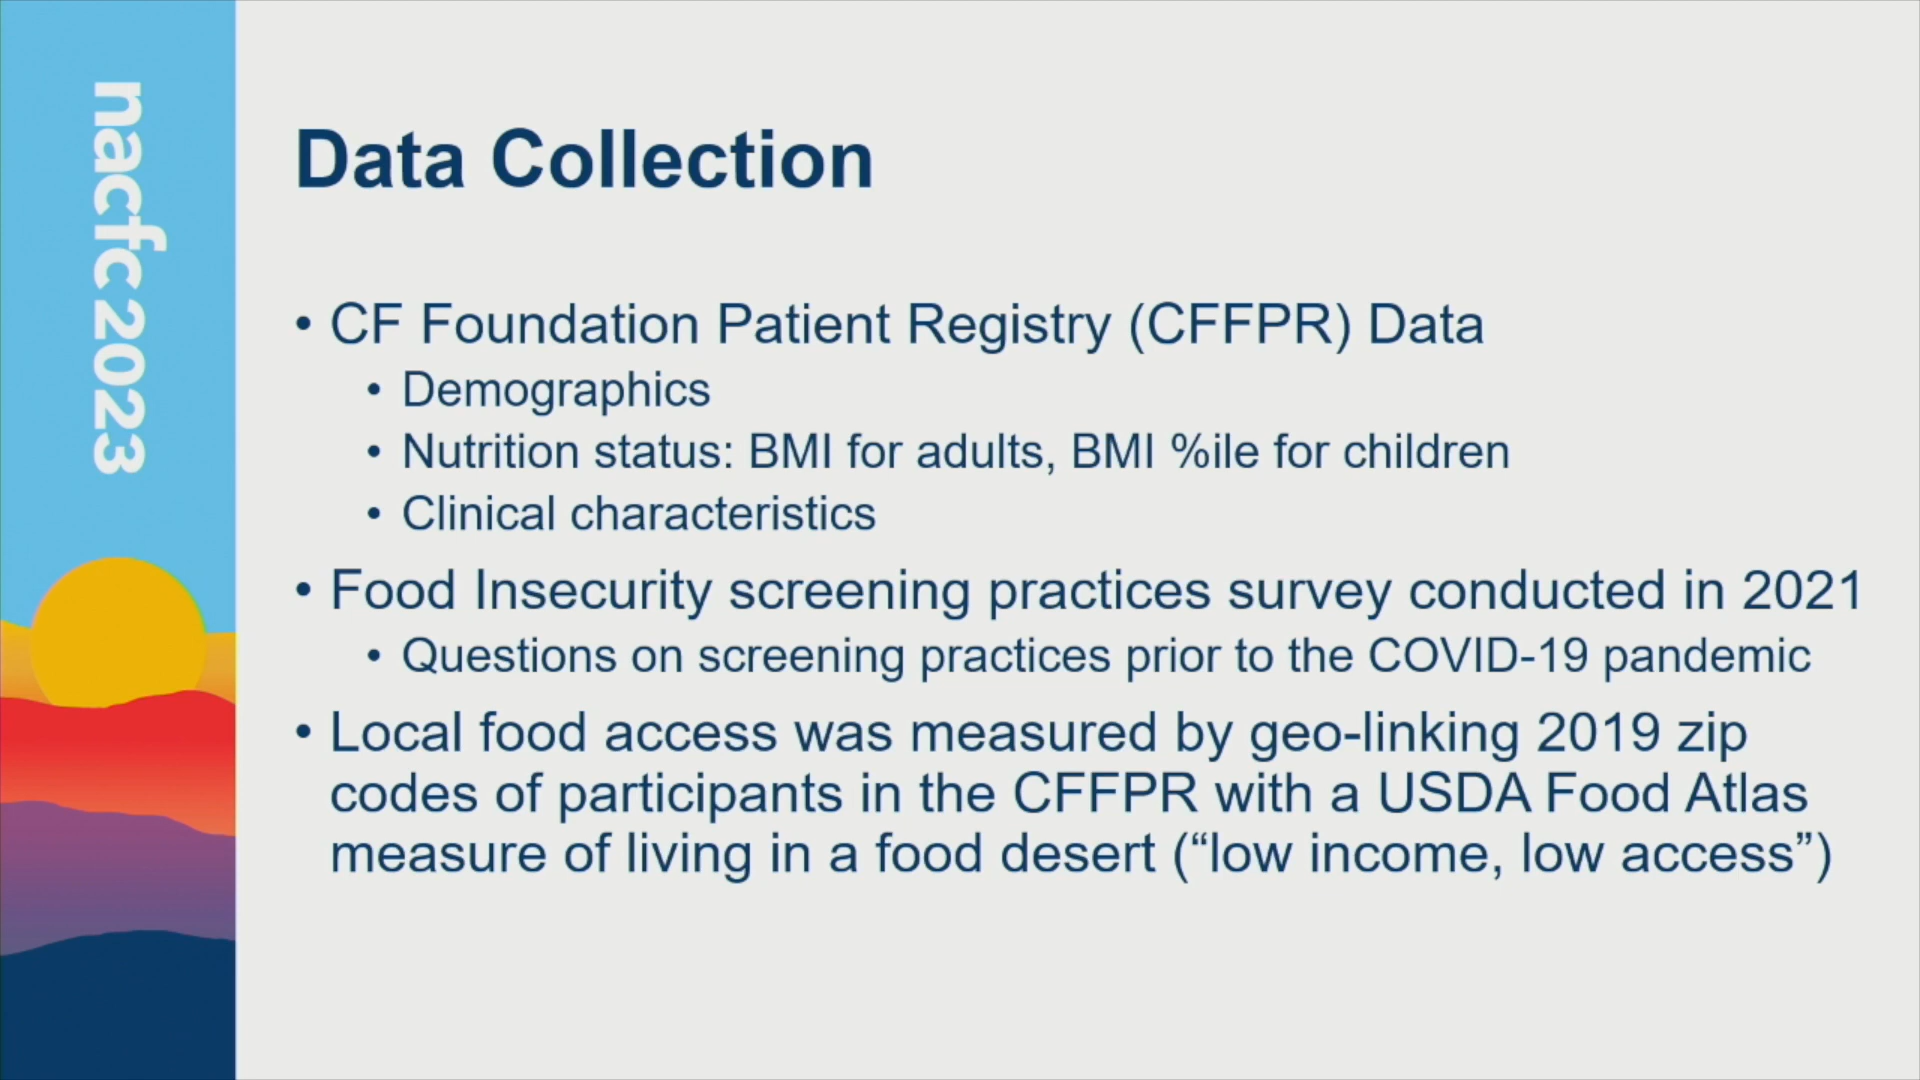 nacfc 2023
Data Collection
• CF Foundation Patient Registry (CFFPR) Data
• Demographics
• Nutrition status: BMI for adults, BMI %ile for children
• Clinical characteristics
• Food Insecurity screening practices survey conducted in 2021
• Questions on screening practices prior to the COVID-19 pandemic
• Local food access was measured by geo-linking 2019 zip
codes of participants in the CFFPR with a USDA Food Atlas
measure of living in a food desert (“low income, low access”)